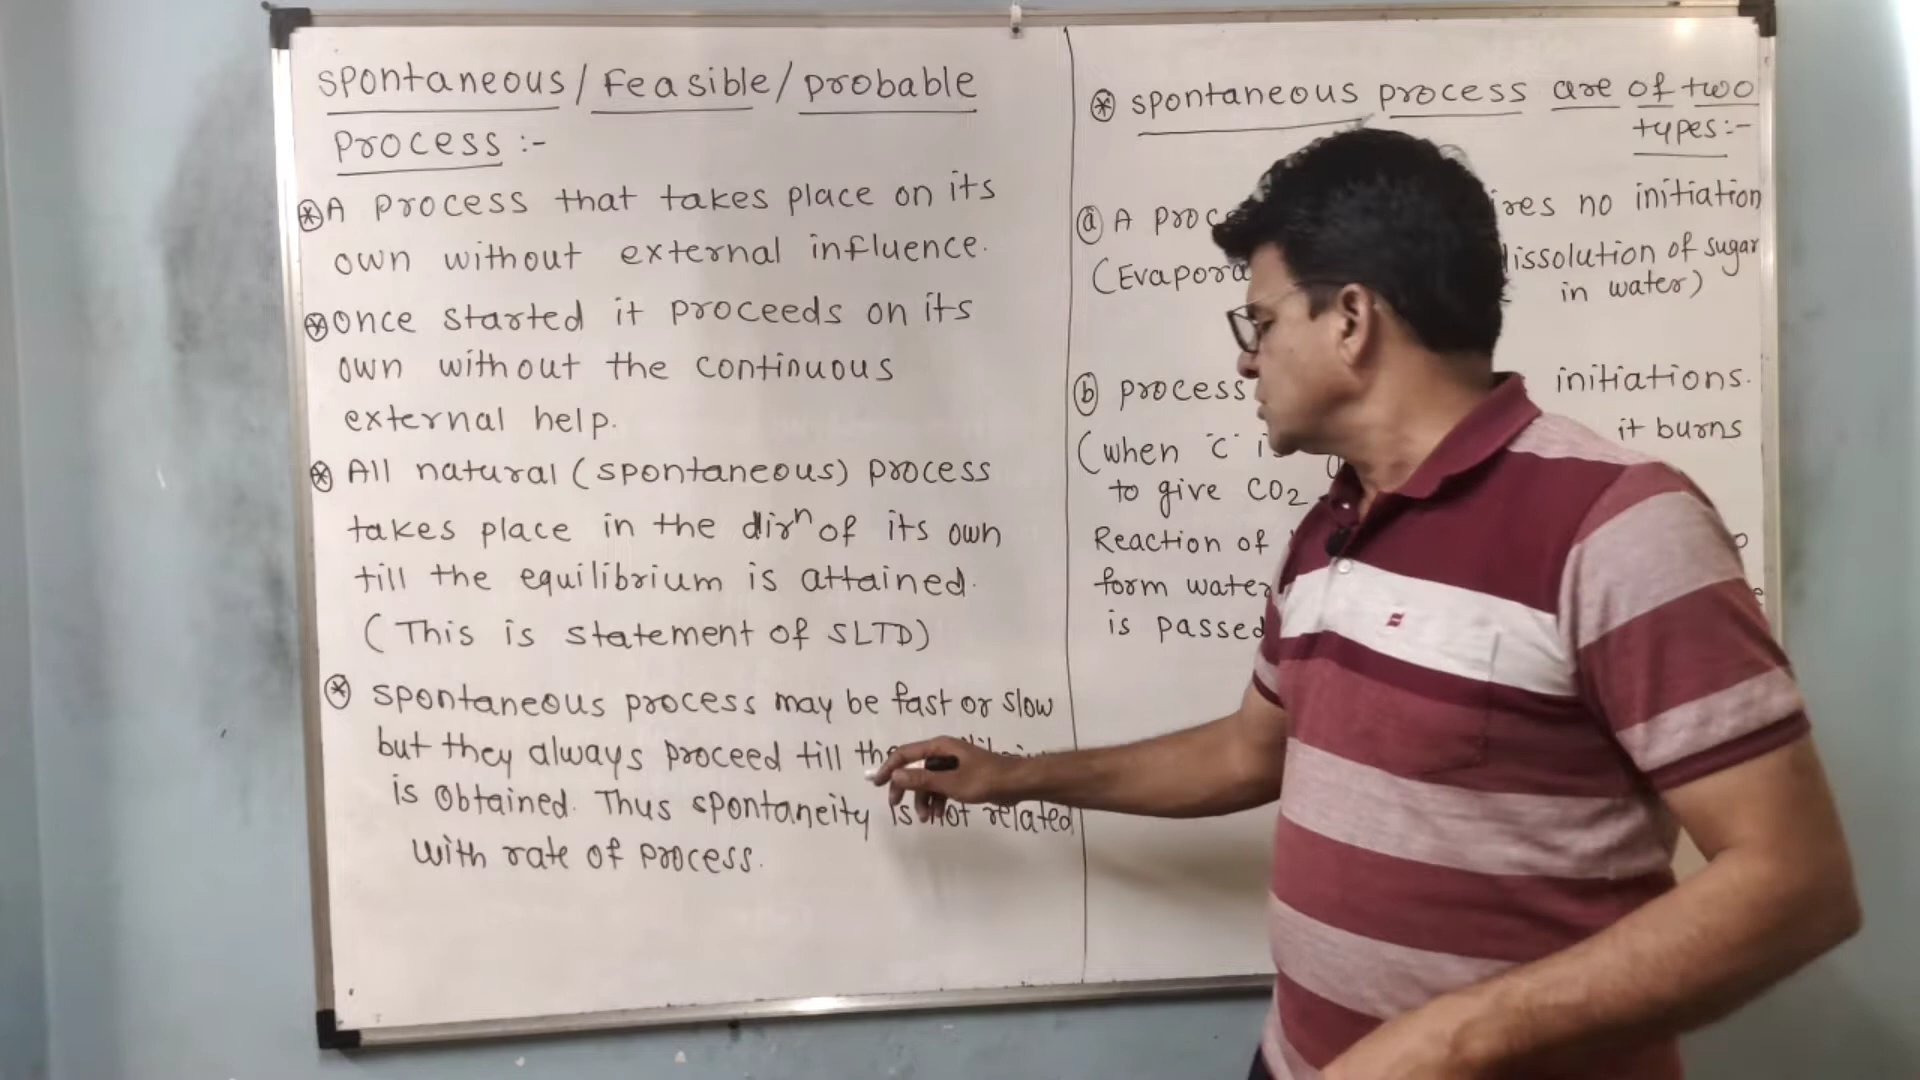 Spontaneous / Feasible / probable
process :-
⊛ A process that takes place on its
own without external influence.
⊛ once started it proceeds on its
own without the continuous
external help.
⊛ All natural (spontaneous) process
takes place in the dirⁿ of its own
till the equilibrium is attained.
( This is statement of SLTD)
⊛ Spontaneous process may be fast or slow
but they always proceed till
is obtained. Thus spontaneity is not related
with rate of process.
⊛ spontaneous process are of two
types:-
ⓐ A no initiation
of sugar
in water)
ⓑ process initiations.
(when "C" it burns
to give CO2
Reaction of
form water
is passed